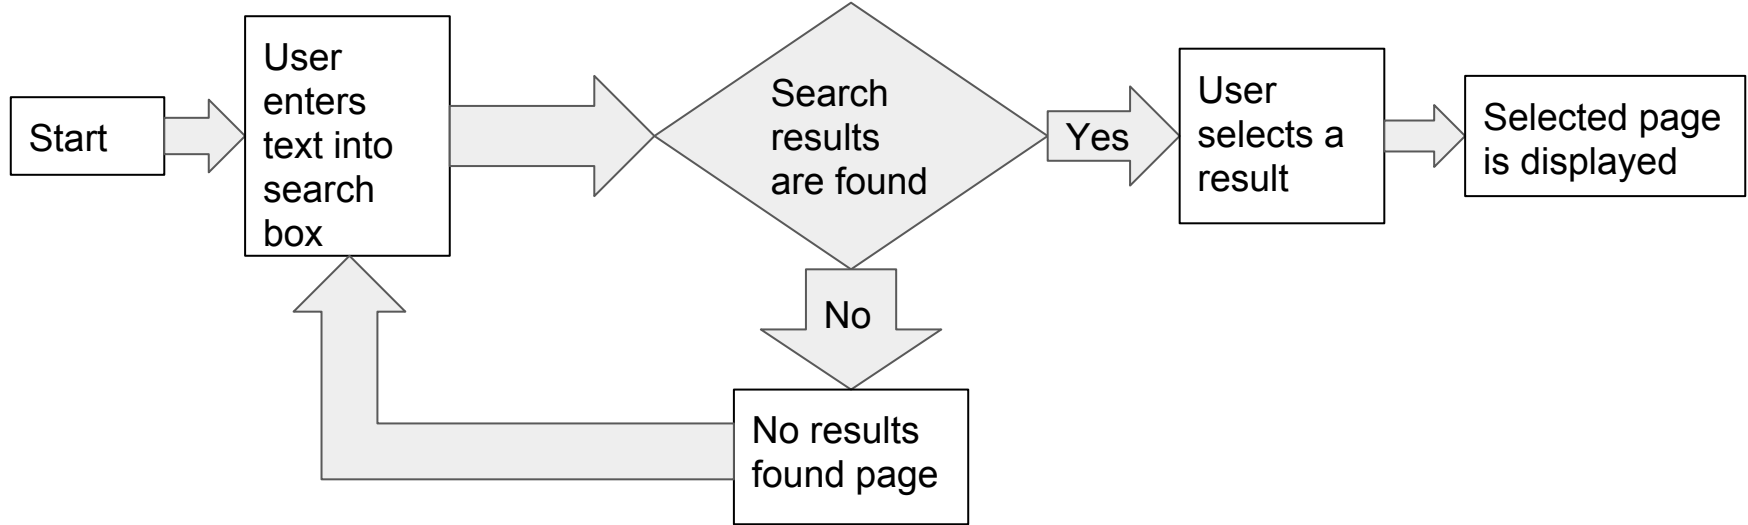 Start
User
enters
text into
search
box
Search
results
are found
Yes
User
selects a
result
Selected page
is displayed
No
No results
found page